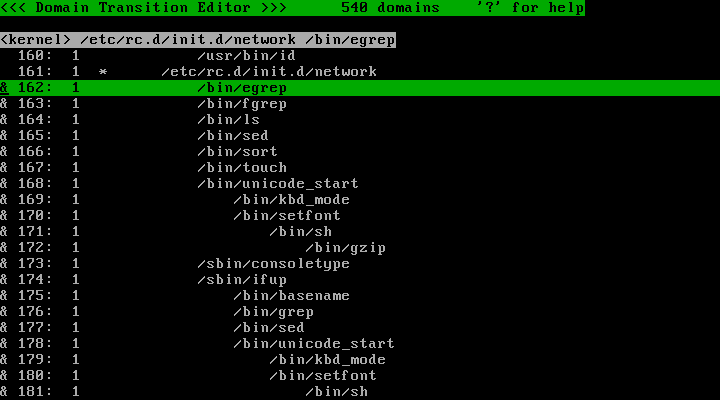 <<< Domain Transition Editor >>>      540 domains    '?' for help
<kernel> /etc/rc.d/init.d/network /bin/egrep
  160:  1             /usr/bin/id
  161:  1  *      /etc/rc.d/init.d/network
& 162:  1             /bin/egrep
& 163:  1             /bin/fgrep
& 164:  1             /bin/ls
& 165:  1             /bin/sed
& 166:  1             /bin/sort
& 167:  1             /bin/touch
& 168:  1             /bin/unicode_start
& 169:  1                 /bin/kbd_mode
& 170:  1                 /bin/setfont
& 171:  1                     /bin/sh
& 172:  1                         /bin/gzip
& 173:  1             /sbin/consoletype
& 174:  1             /sbin/ifup
& 175:  1                 /bin/basename
& 176:  1                 /bin/grep
& 177:  1                 /bin/sed
& 178:  1                 /bin/unicode_start
& 179:  1                     /bin/kbd_mode
& 180:  1                     /bin/setfont
& 181:  1                         /bin/sh